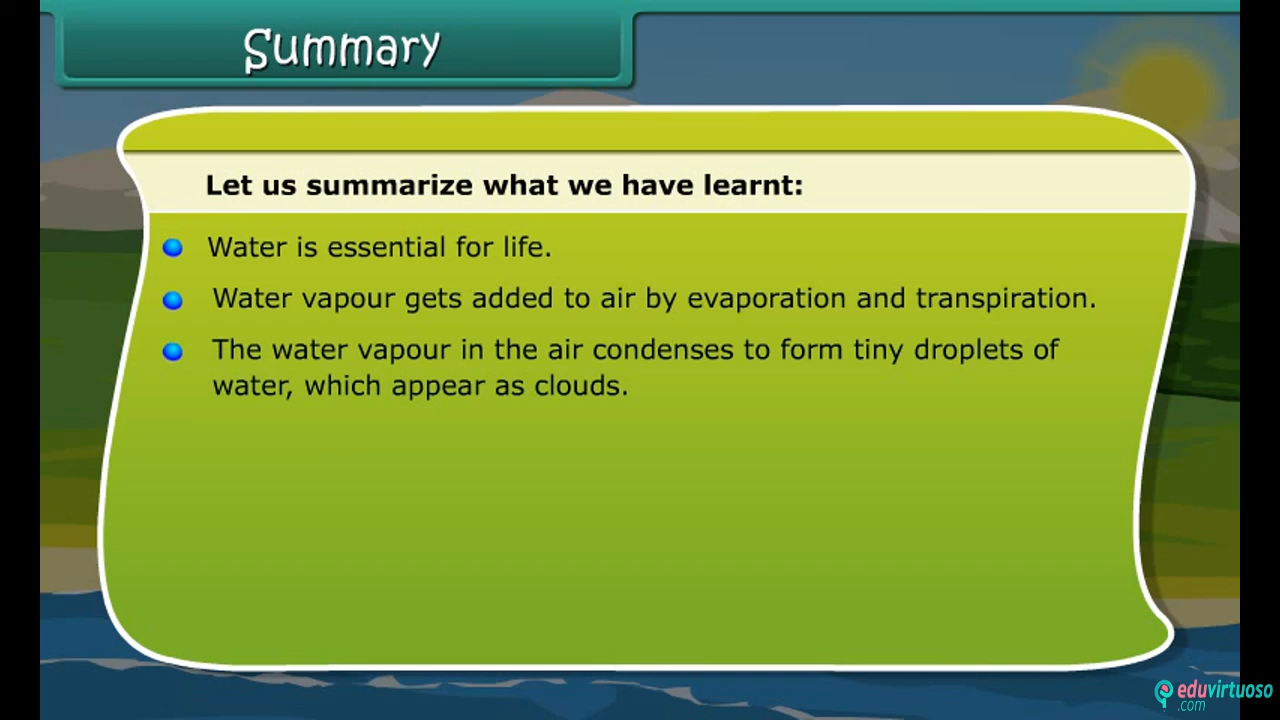 Summary
Let us summarize what we have learnt:
Water is essential for life.
Water vapour gets added to air by evaporation and transpiration.
The water vapour in the air condenses to form tiny droplets of
water, which appear as clouds.
eduvirtuoso
.com